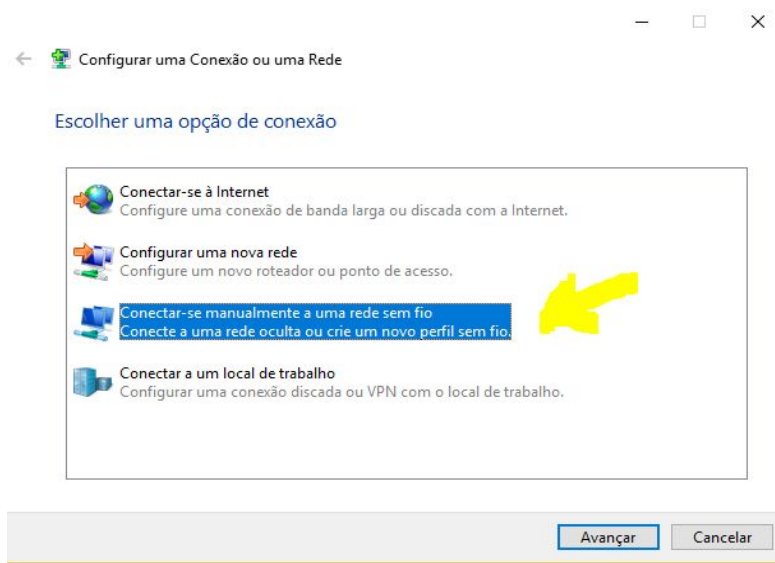 Configurar uma Conexão ou uma Rede
Escolher uma opção de conexão
Conectar-se à Internet
Configure uma conexão de banda larga ou discada com a Internet.
Configurar uma nova rede
Configure um novo roteador ou ponto de acesso.
Conectar-se manualmente a uma rede sem fio
Conecte a uma rede oculta ou crie um novo perfil sem fio.
Conectar a um local de trabalho
Configurar uma conexão discada ou VPN com o local de trabalho.
Avançar
Cancelar